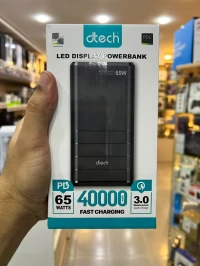 dtech
LED DISPLAY POWERBANK
65W
dtech
PD
65
WATTS
40000
FAST CHARGING
3.0